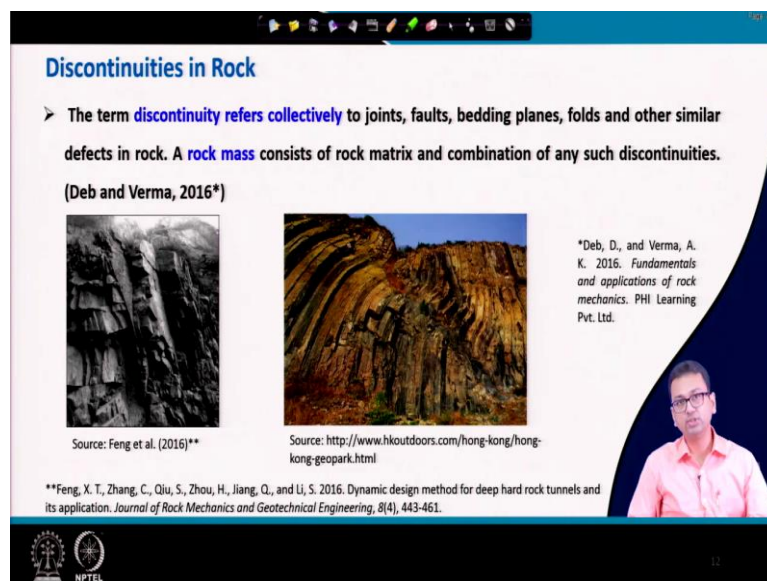 Page
Discontinuities in Rock
➤ The term discontinuity refers collectively to joints, faults, bedding planes, folds and other similar
defects in rock. A rock mass consists of rock matrix and combination of any such discontinuities.
(Deb and Verma, 2016*)
*Deb, D., and Verma, A.
K. 2016. Fundamentals
and applications of rock
mechanics. PHI Learning
Pvt. Ltd.
Source: Feng et al. (2016)**
Source: http://www.hkoutdoors.com/hong-kong/hong-
kong-geopark.html
**Feng, X. T., Zhang, C., Qiu, S., Zhou, H., Jiang, Q., and Li, S. 2016. Dynamic design method for deep hard rock tunnels and
its application. Journal of Rock Mechanics and Geotechnical Engineering, 8(4), 443-461.
NPTEL
12